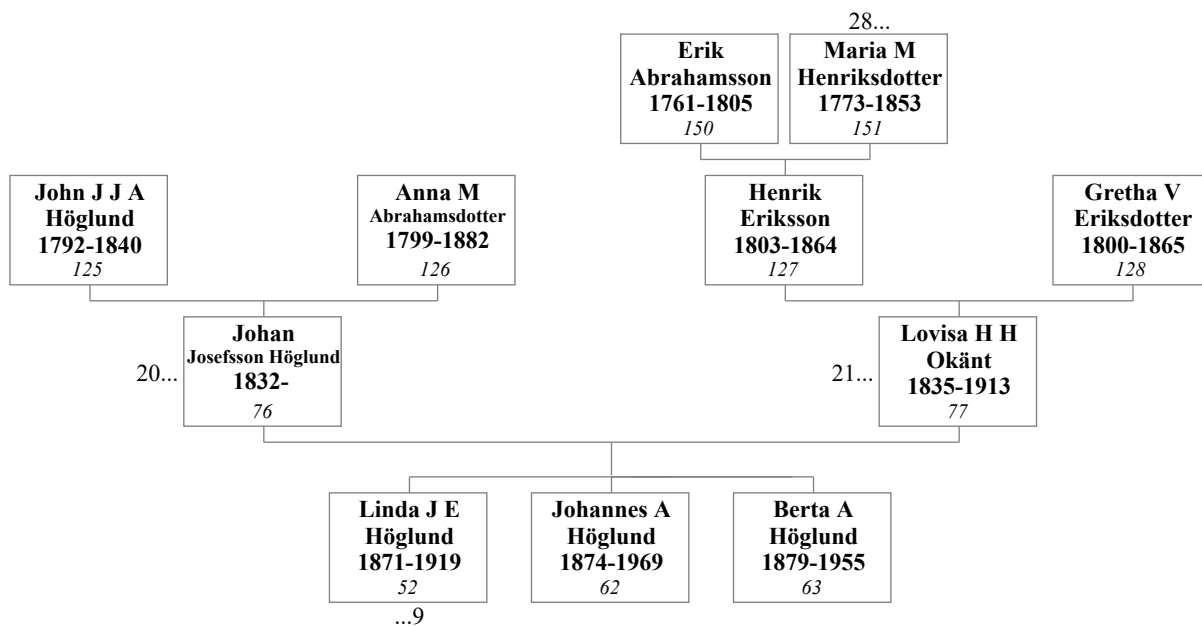 28...
Erik
Abrahamsson
1761-1805
150
Maria M
Henriksdotter
1773-1853
151
John J J A
Höglund
1792-1840
125
Anna M
Abrahamsdotter
1799-1882
126
Henrik
Eriksson
1803-1864
127
Gretha V
Eriksdotter
1800-1865
128
20...
Johan
Josefsson Höglund
1832-
76
21...
Lovisa H H
Okänt
1835-1913
77
Linda J E
Höglund
1871-1919
52
...9
Johannes A
Höglund
1874-1969
62
Berta A
Höglund
1879-1955
63